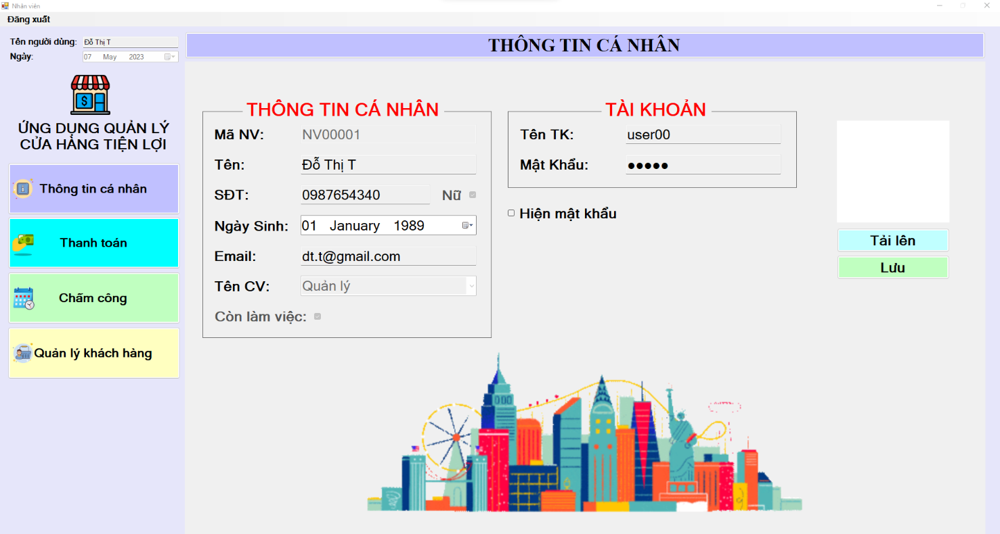 Nhân viên
Đăng xuất
Tên người dùng: Đỗ Thị T
Ngày: 07 May 2023
ỨNG DỤNG QUẢN LÝ
CỬA HÀNG TIỆN LỢI
Thông tin cá nhân
Thanh toán
Chấm công
Quản lý khách hàng
THÔNG TIN CÁ NHÂN
THÔNG TIN CÁ NHÂN
Mã NV: NV00001
Tên: Đỗ Thị T
SĐT: 0987654340 Nữ
Ngày Sinh: 01 January 1989
Email: dt.t@gmail.com
Tên CV: Quản lý
Còn làm việc:
TÀI KHOẢN
Tên TK: user00
Mật Khẩu: ●●●●●
Hiện mật khẩu
Tải lên
Lưu